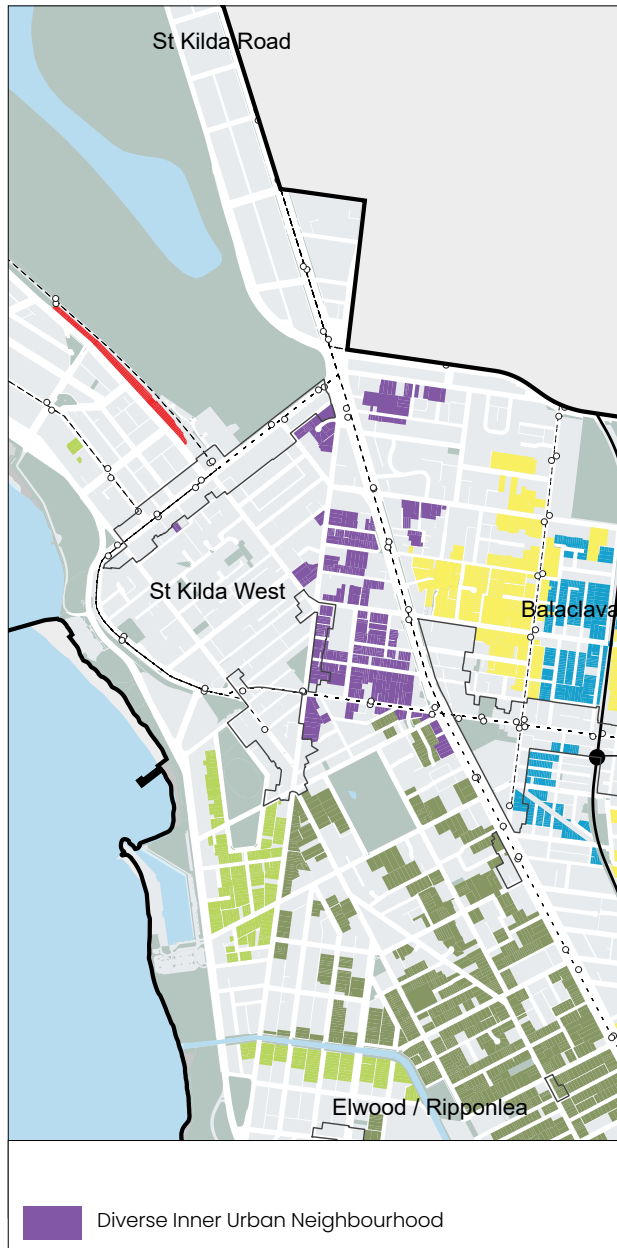 St Kilda Road
St Kilda West
Balaclava
Elwood / Ripponlea
Diverse Inner Urban Neighbourhood